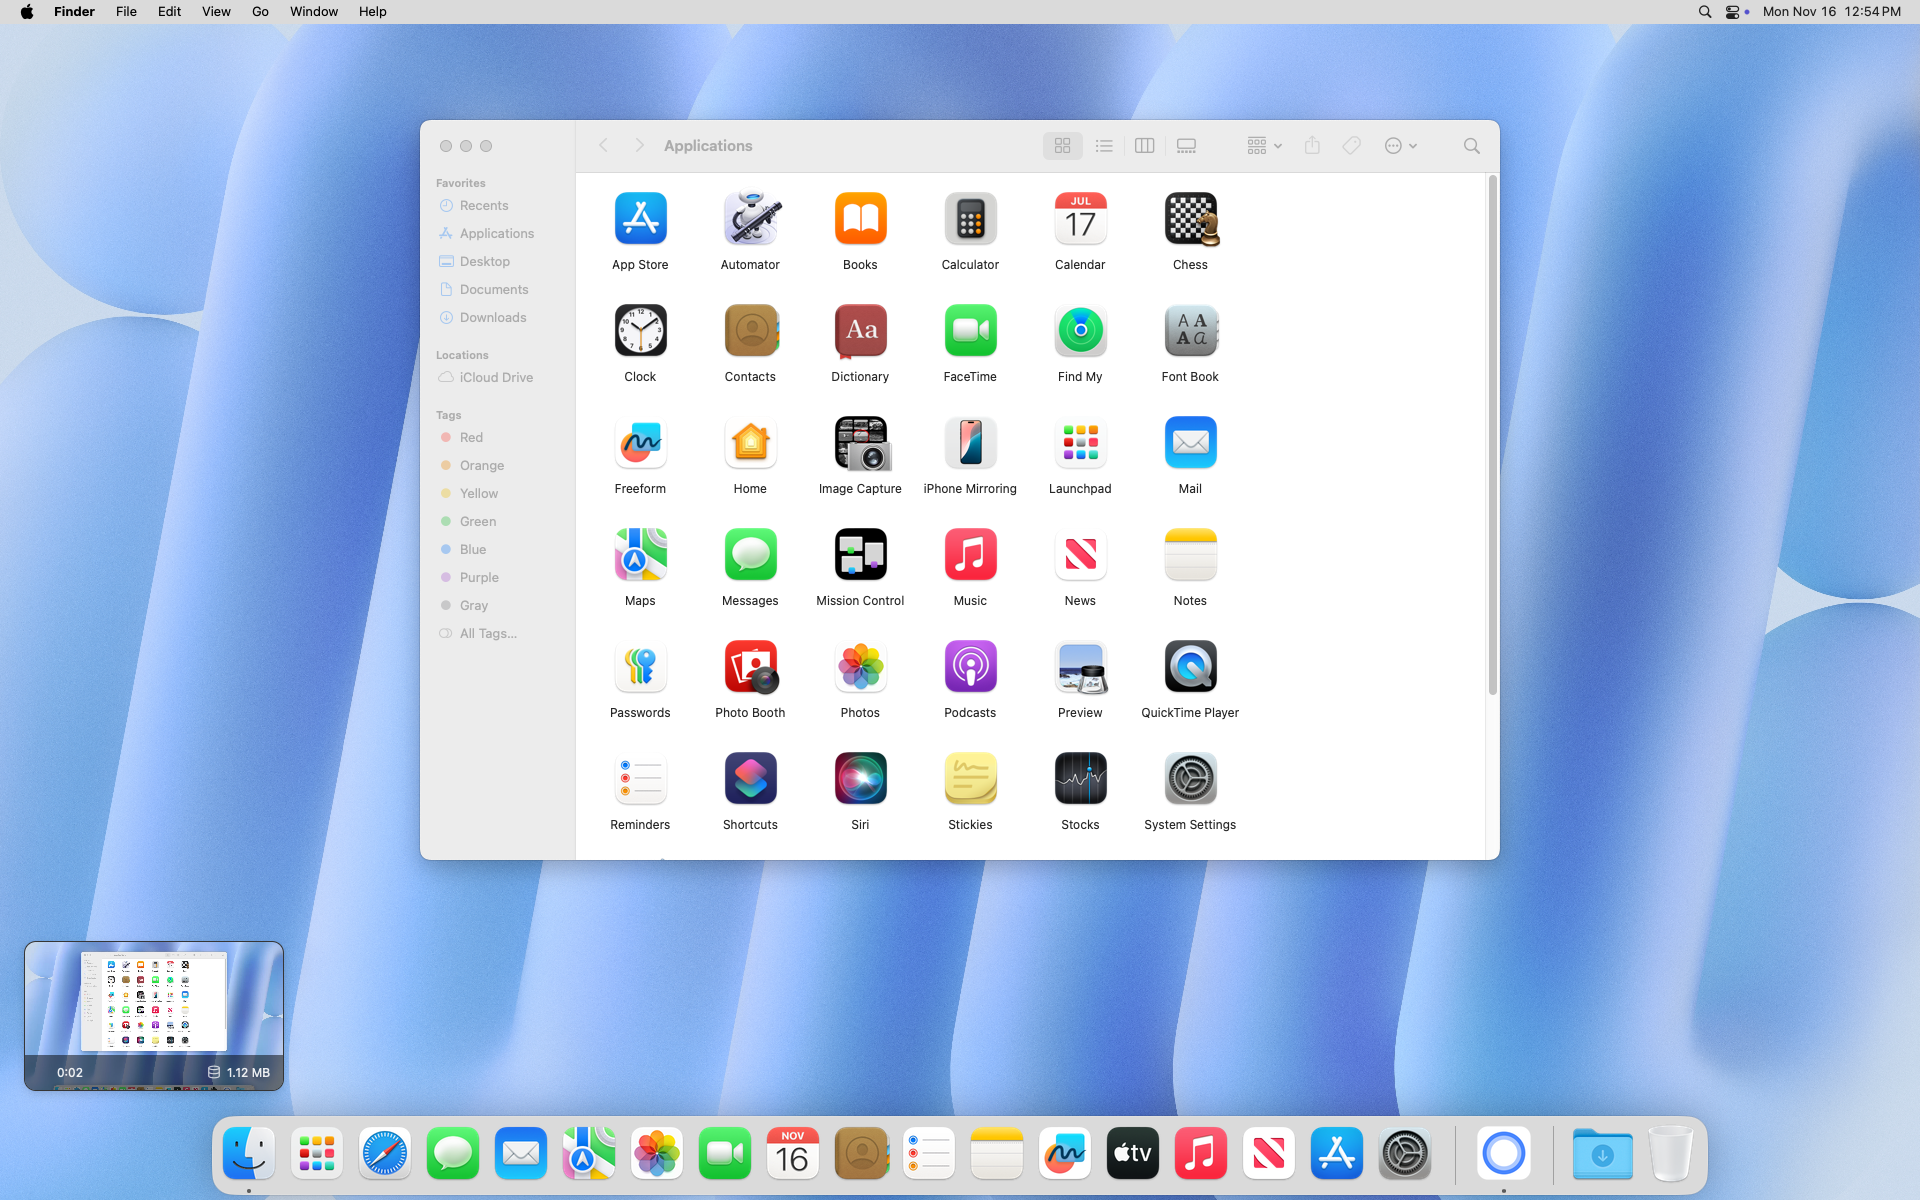 Finder File Edit View Go Window Help
Mon Nov 16 12:54 PM
Applications
Favorites
Recents
Applications
Desktop
Documents
Downloads
Locations
iCloud Drive
Tags
Red
Orange
Yellow
Green
Blue
Purple
Gray
All Tags...
JUL
17
App Store Automator Books Calculator Calendar Chess
Aa
A A
A a
Clock Contacts Dictionary FaceTime Find My Font Book
Freeform Home Image Capture iPhone Mirroring Launchpad Mail
Maps Messages Mission Control Music News Notes
Passwords Photo Booth Photos Podcasts Preview QuickTime Player
Reminders Shortcuts Siri Stickies Stocks System Settings
0:02 1.12 MB
NOV
16
tv